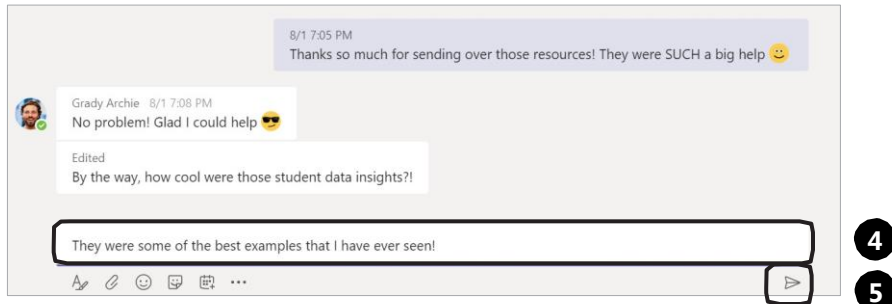 8/1 7:05 PM
Thanks so much for sending over those resources! They were SUCH a big help
Grady Archie 8/1 7:08 PM
No problem! Glad I could help
Edited
By the way, how cool were those student data insights?!
They were some of the best examples that I have ever seen!
4
5